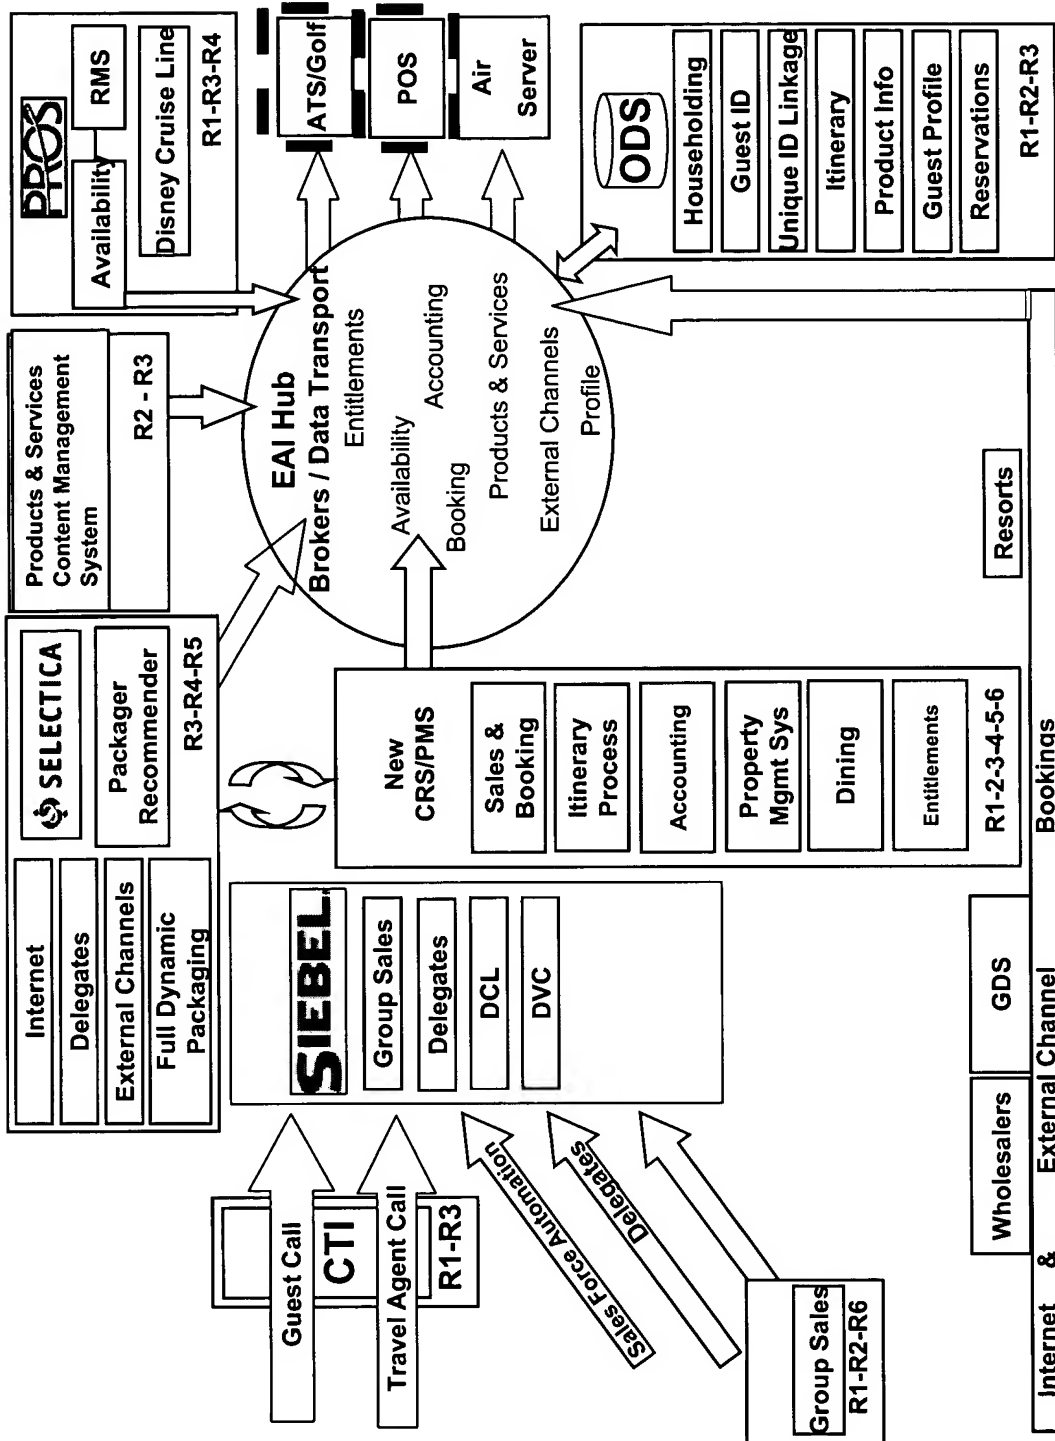 Internet
Delegates
External Channels
Full Dynamic
Packaging
SELECTICA
Packager
Recommender
R3-R4-R5
Products & Services
Content Management
System
R2 - R3
PROS
Availability
RMS
Disney Cruise Line
R1-R3-R4
Guest Call
CTI
Travel Agent Call
R1-R3
SIEBEL
Group Sales
Delegates
DCL
DVC
Sales Force Automation
Delegates
Group Sales
R1-R2-R6
New
CRS/PMS
Sales &
Booking
Itinerary
Process
Accounting
Property
Mgmt Sys
Dining
Entitlements
R1-2-3-4-5-6
EAI Hub
Brokers / Data Transport
Entitlements
Availability
Accounting
Booking
Products & Services
External Channels
Profile
ATS/Golf
POS
Air
Server
ODS
Householding
Guest ID
Unique ID Linkage
Itinerary
Product Info
Guest Profile
Reservations
R1-R2-R3
Wholesalers
GDS
Resorts
Internet & External Channel Bookings